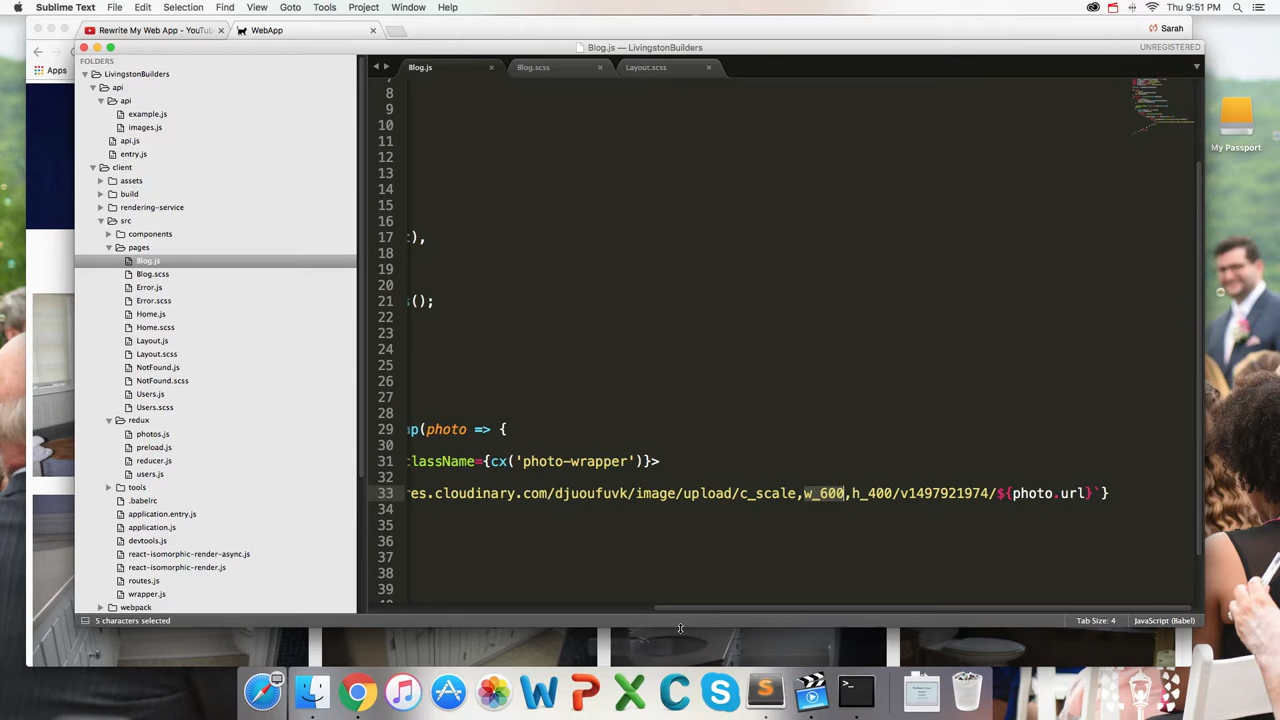 Sublime Text File Edit Selection Find View Goto Tools Project Window Help Thu 9:51 PM Sarah
Rewrite My Web App - YouTub
WebApp
Sarah
Apps
Blog.js — LivingstonBuilders
UNREGISTERED
FOLDERS
LivingstonBuilders
api
api
example.js
images.js
api.js
entry.js
client
assets
build
rendering-service
src
components
pages
Blog.js
Blog.scss
Error.js
Error.scss
Home.js
Home.scss
Layout.js
Layout.scss
NotFound.js
NotFound.scss
Users.js
Users.scss
redux
photos.js
preload.js
reducer.js
users.js
tools
.babelrc
application.entry.js
application.js
devtools.js
react-isomorphic-render-async.js
react-isomorphic-render.js
routes.js
wrapper.js
webpack
Blog.js
Blog.scss
Layout.scss
8
9
10
11
12
13
14
15
16
17 ),
18
19
20
21 s();
22
23
24
25
26
27
28
29 ap(photo => {
30
31 className={cx('photo-wrapper')}>
32
33 res.cloudinary.com/djuoufuvk/image/upload/c_scale,w_600,h_400/v1497921974/${photo.url}`}
34
35
36
37
38
39
My Passport
5 characters selected
Tab Size: 4
JavaScript (Babel)